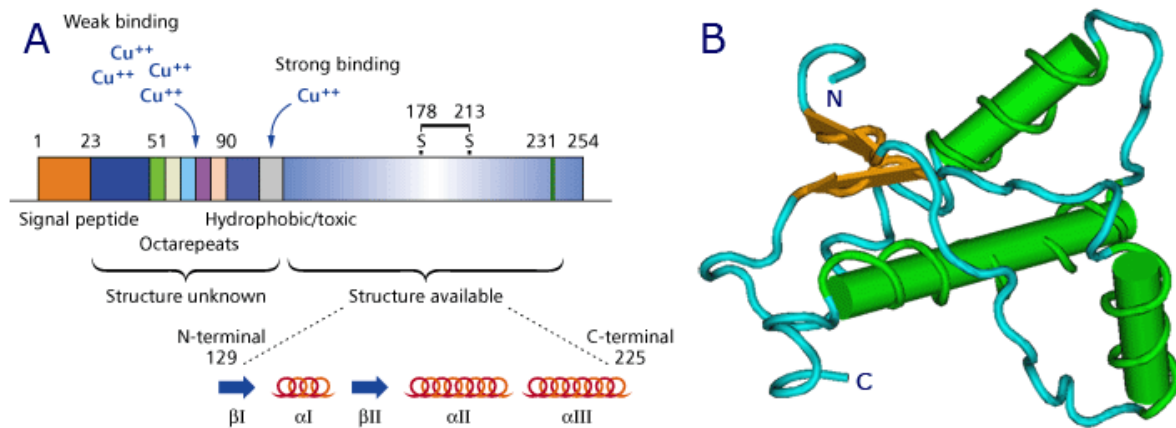 A
Weak binding
Cu++
Cu++
Cu++
Cu++
Strong binding
Cu++
178 213
S S
1 23 51 90 231 254
Signal peptide
Hydrophobic/toxic
Octarepeats
Structure unknown
Structure available
N-terminal
129
C-terminal
225
βI αI βII αII αIII
B
N
C